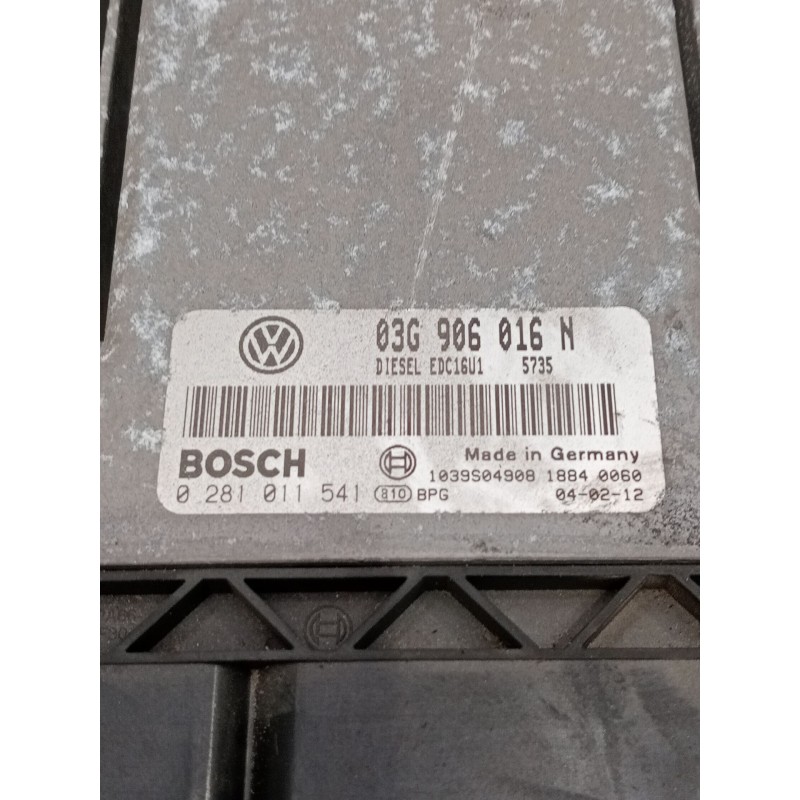 03G 906 016 N
DIESEL EDC16U1 5735
BOSCH
Made in Germany
1039S04908 1884 0060
0 281 011 541 810 BPG 04-02-12